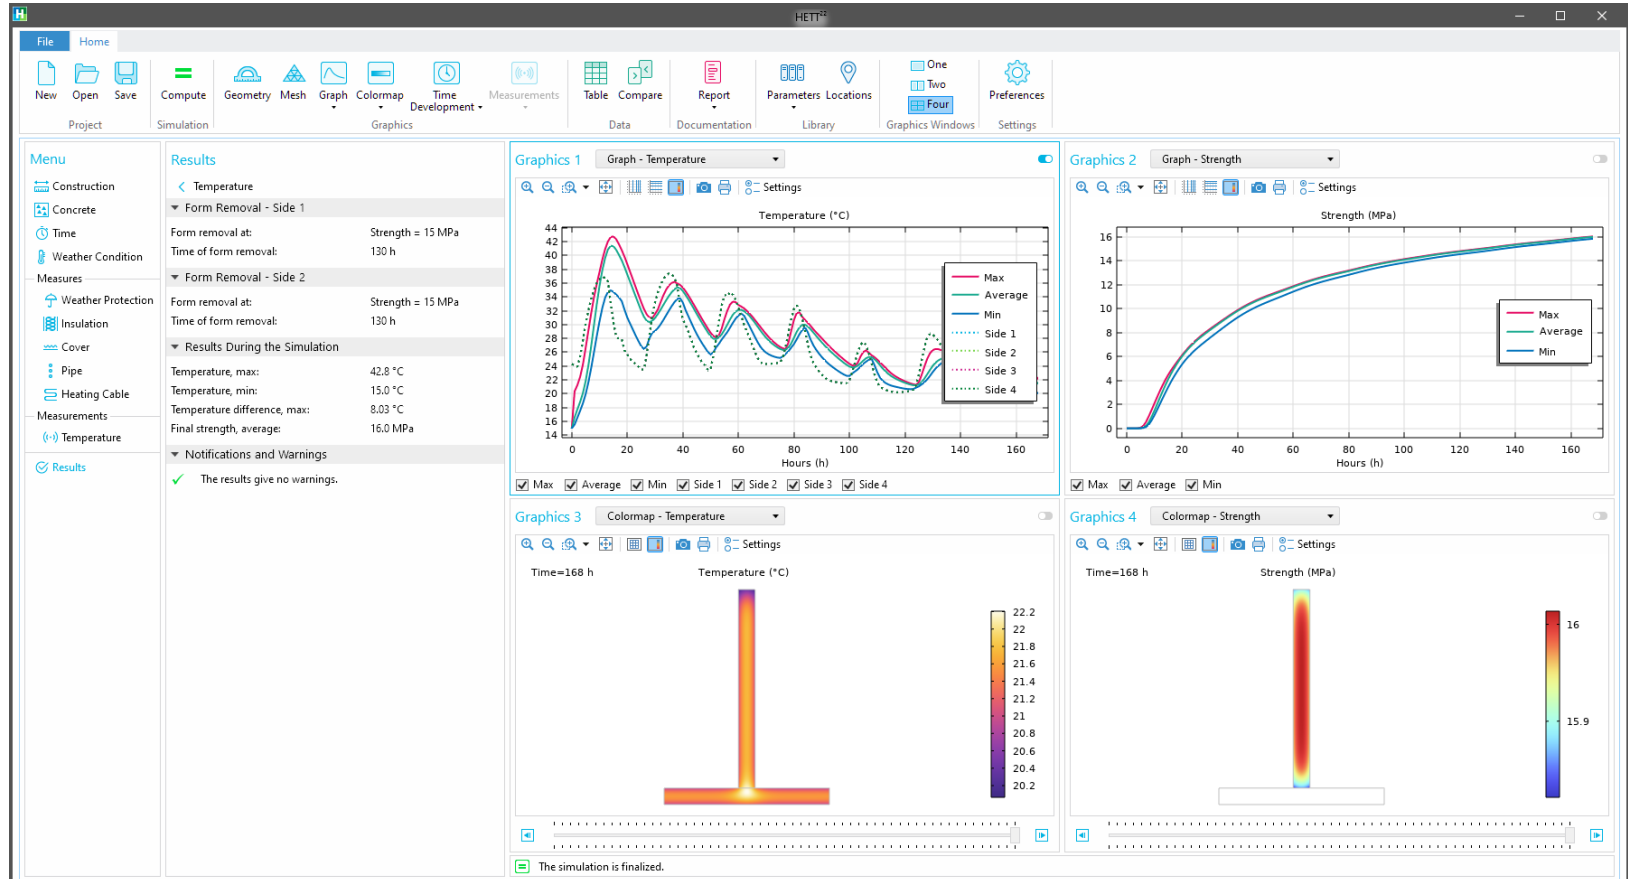 HETT²²
File Home
New Open Save Compute Geometry Mesh Graph Colormap Time Development Measurements Table Compare Report Parameters Locations One Two Four Preferences
Project Simulation Graphics Data Documentation Library Graphics Windows Settings
Menu
Construction
Concrete
Time
Weather Condition
Measures
Weather Protection
Insulation
Cover
Pipe
Heating Cable
Measurements
Temperature
Results
Results
Temperature
Form Removal - Side 1
Form removal at: Strength = 15 MPa
Time of form removal: 130 h
Form Removal - Side 2
Form removal at: Strength = 15 MPa
Time of form removal: 130 h
Results During the Simulation
Temperature, max: 42.8 °C
Temperature, min: 15.0 °C
Temperature difference, max: 8.03 °C
Final strength, average: 16.0 MPa
Notifications and Warnings
The results give no warnings.
Graphics 1 Graph - Temperature
Settings
Temperature (°C)
44
42
40
38
36
34
32
30
28
26
24
22
20
18
16
14
Max
Average
Min
Side 1
Side 2
Side 3
Side 4
0 20 40 60 80 100 120 140 160
Hours (h)
Max Average Min Side 1 Side 2 Side 3 Side 4
Graphics 2 Graph - Strength
Settings
Strength (MPa)
16
14
12
10
8
6
4
2
0
Max
Average
Min
0 20 40 60 80 100 120 140 160
Hours (h)
Max Average Min
Graphics 3 Colormap - Temperature
Settings
Time=168 h Temperature (°C)
22.2
22
21.8
21.6
21.4
21.2
21
20.8
20.6
20.4
20.2
Graphics 4 Colormap - Strength
Settings
Time=168 h Strength (MPa)
16
15.9
The simulation is finalized.